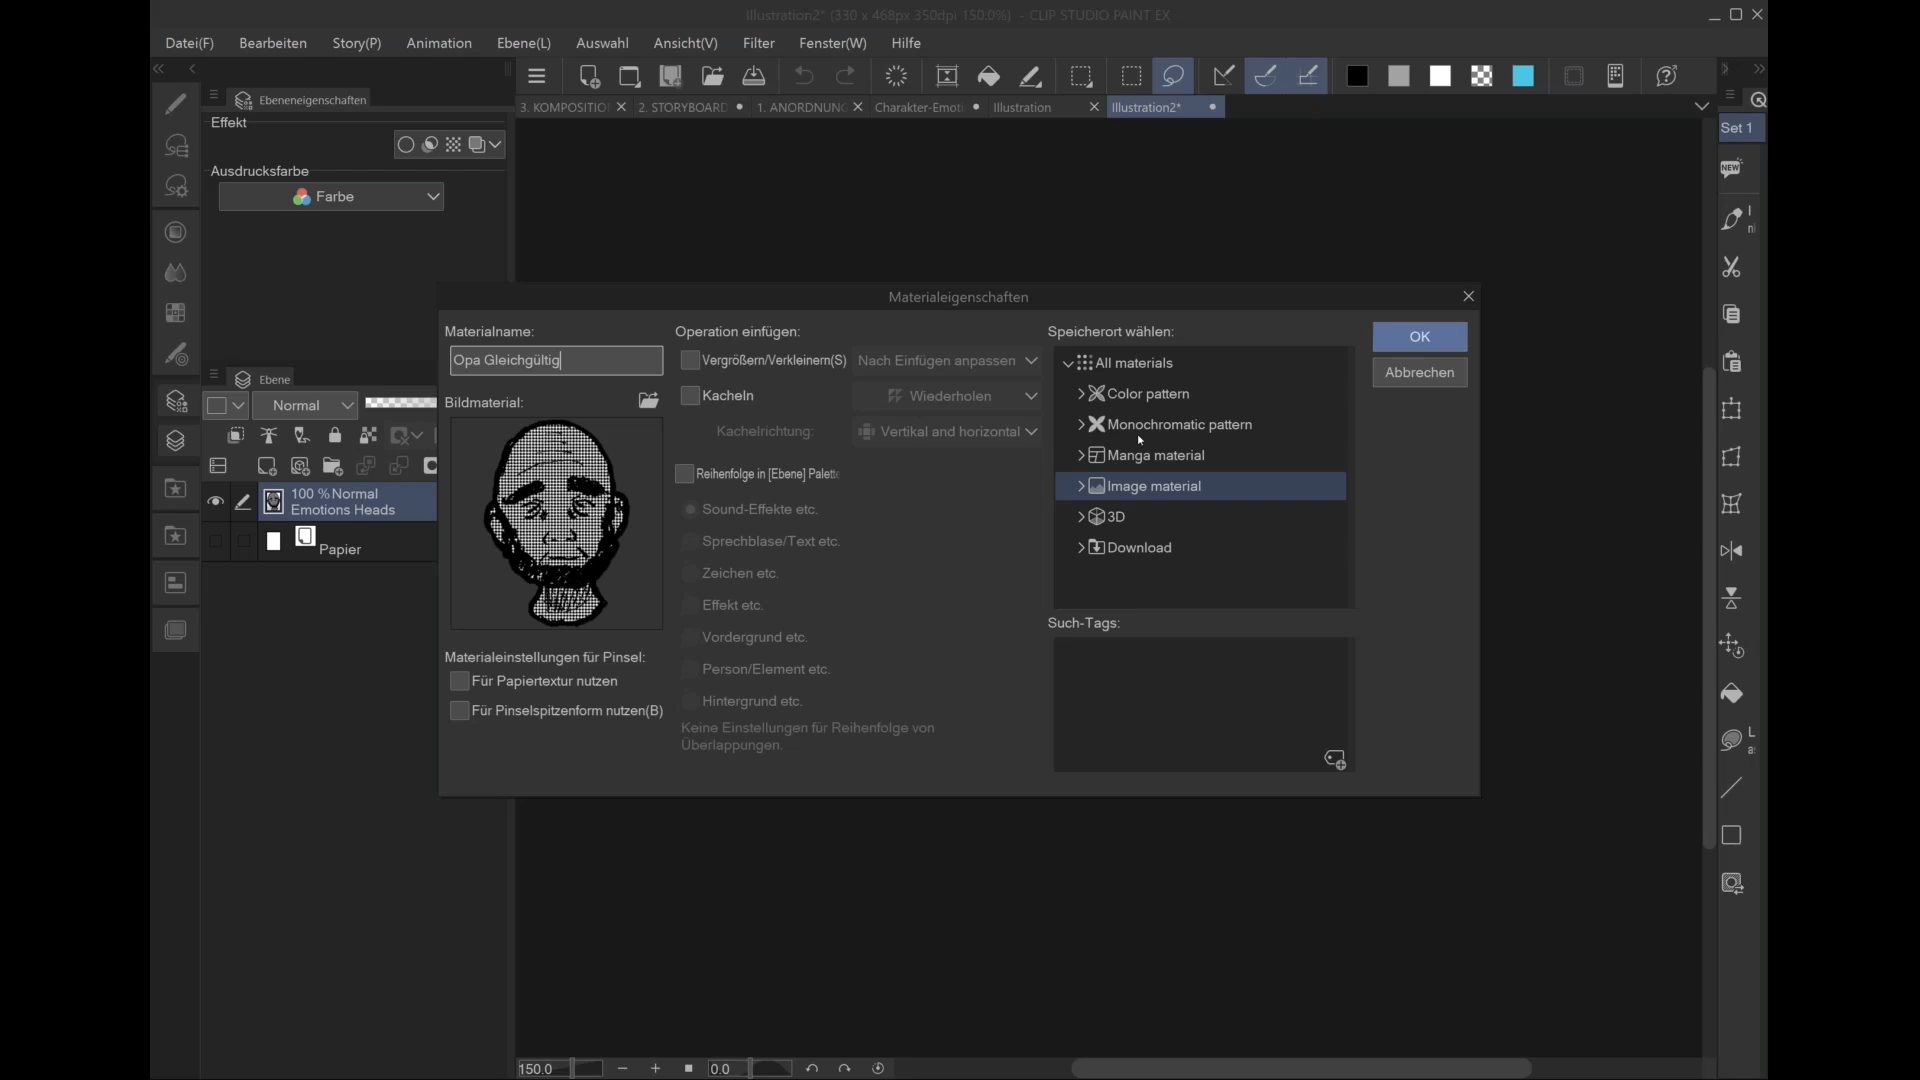 Illustration2* (330 x 468px 350dpi 150.0%) - CLIP STUDIO PAINT EX
Datei(F) Bearbeiten Story(P) Animation Ebene(L) Auswahl Ansicht(V) Filter Fenster(W) Hilfe
Ebeneneigenschaften
3. KOMPOSITIO 2. STORYBOARD 1. ANORDNUNG Charakter-Emoti Illustration Illustration2*
Effekt
Set 1
Ausdrucksfarbe
NEW
Farbe
Materialeigenschaften
Materialname:
Operation einfügen:
Speicherort wählen:
OK
Opa Gleichgültig
Vergrößern/Verkleinern(S)
Nach Einfügen anpassen
All materials
Abbrechen
Ebene
Kacheln
Wiederholen
Color pattern
Normal
Bildmaterial:
Kachelrichtung:
Vertikal and horizontal
Monochromatic pattern
Manga material
Reihenfolge in [Ebene] Palette
Image material
100 % Normal
Emotions Heads
Sound-Effekte etc.
3D
Papier
Sprechblase/Text etc.
Download
Zeichen etc.
Effekt etc.
Such-Tags:
Vordergrund etc.
Materialeinstellungen für Pinsel:
Person/Element etc.
Für Papiertextur nutzen
Hintergrund etc.
Für Pinselspitzenform nutzen(B)
Keine Einstellungen für Reihenfolge von
Überlappungen.
150.0
0.0